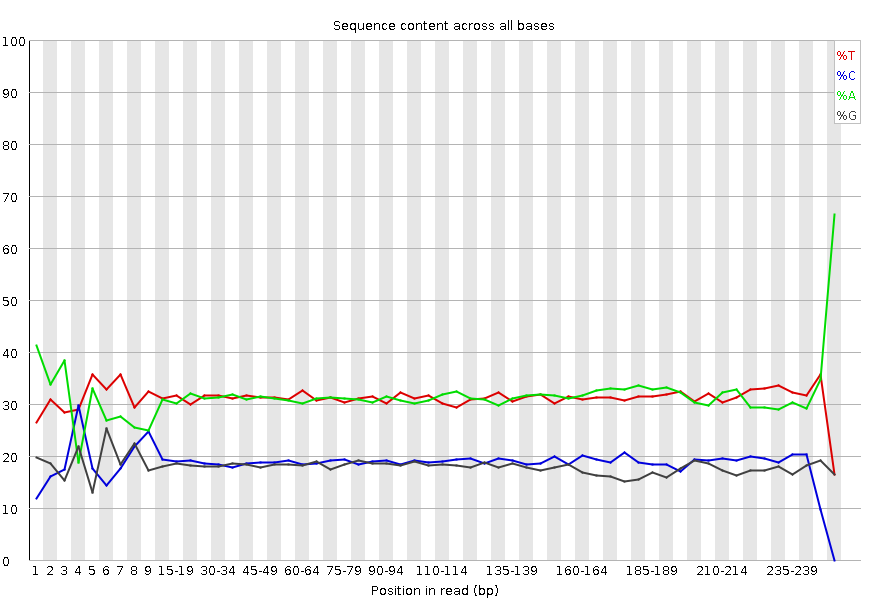 Sequence content across all bases
100
90
80
70
60
50
40
30
20
10
0
%T
%C
%A
%G
1 2 3 4 5 6 7 8 9 15-19 30-34 45-49 60-64 75-79 90-94 110-114 135-139 160-164 185-189 210-214 235-239
Position in read (bp)